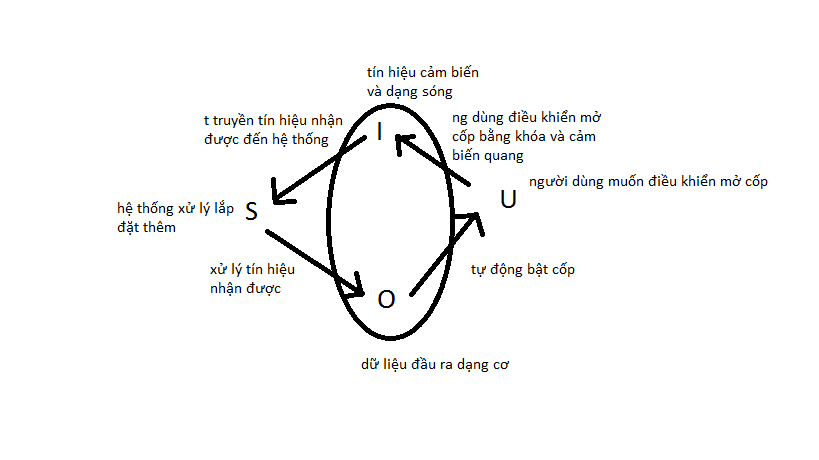 tín hiệu cảm biến
và dạng sóng
t truyền tín hiệu nhận
được đến hệ thống
I
ng dùng điều khiển mở
cốp bằng khóa và cảm
biến quang
người dùng muốn điều khiển mở cốp
U
hệ thống xử lý lắp
đặt thêm
S
xử lý tín hiệu
nhận được
O
tự động bật cốp
dữ liệu đầu ra dạng cơ